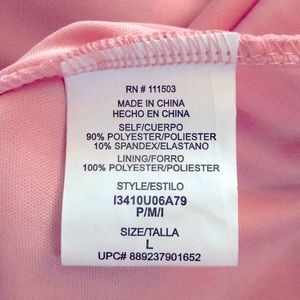 RN # 111503
MADE IN CHINA
HECHO EN CHINA
SELF/CUERPO
90% POLYESTER/POLIESTER
10% SPANDEX/ELASTANO
LINING/FORRO
100% POLYESTER/POLIESTER
STYLE/ESTILO
I3410U06A79
P/M/I
SIZE/TALLA
L
UPC# 889237901652